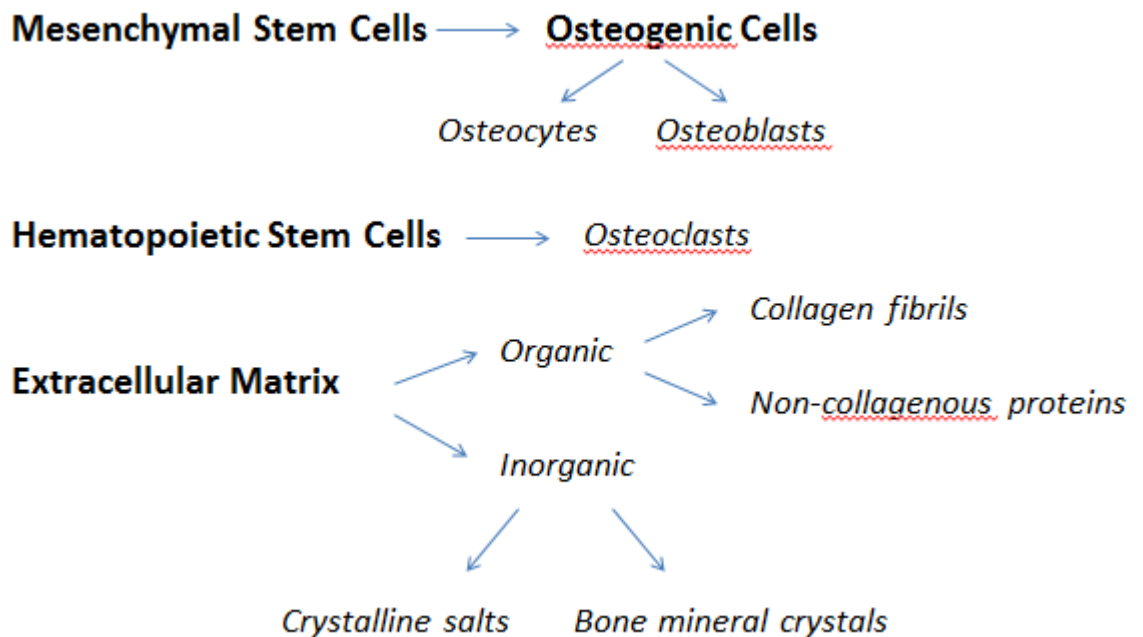 Mesenchymal Stem Cells Osteogenic Cells
Osteocytes Osteoblasts
Hematopoietic Stem Cells Osteoclasts
Collagen fibrils
Organic
Extracellular Matrix
Non-collagenous proteins
Inorganic
Crystalline salts Bone mineral crystals